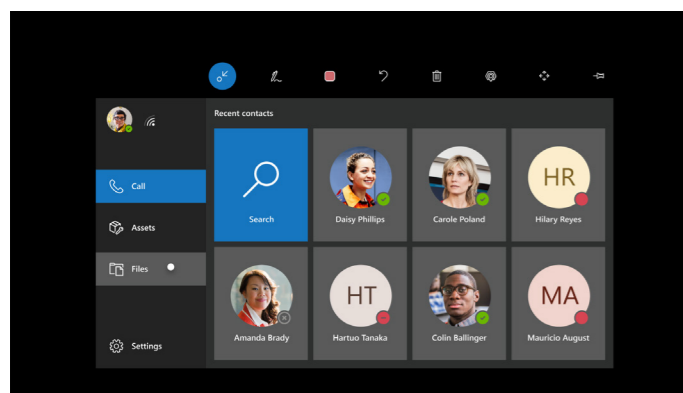 Recent contacts
Call
Assets
Files
Settings
Search
Daisy Phillips
Carole Poland
HR
Hilary Reyes
Amanda Brady
HT
Hartuo Tanaka
Colin Ballinger
MA
Mauricio August